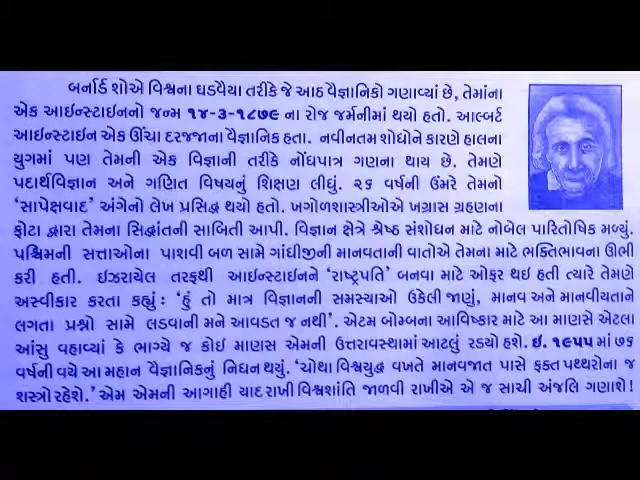 બર્નાર્ડ શોએ વિશ્વના ઘડવૈયા તરીકે જે આઠ વૈજ્ઞાનિકો ગણાવ્યાં છે, તેમાંના
એક આઇન્સ્ટાઇનનો જન્મ ૧૪-૩-૧૮૭૯ ના રોજ જર્મનીમાં થયો હતો. આલ્બર્ટ
આઇન્સ્ટાઇન એક ઊંચા દરજ્જાના વૈજ્ઞાનિક હતા. નવીનતમ શોધોને કારણે હાલના
યુગમાં પણ તેમની એક વિજ્ઞાની તરીકે નોંધપાત્ર ગણના થાય છે. તેમણે
પદાર્થવિજ્ઞાન અને ગણિત વિષયનું શિક્ષણ લીધું. ૨૬ વર્ષની ઉંમરે તેમનો
‘સાપેક્ષવાદ’ અંગેનો લેખ પ્રસિદ્ધ થયો હતો. ખગોળશાસ્ત્રીઓએ ખગ્રાસ ગ્રહણના
ફોટા દ્વારા તેમના સિદ્ધાંતની સાબિતી આપી. વિજ્ઞાન ક્ષેત્રે શ્રેષ્ઠ સંશોધન માટે નોબેલ પારિતોષિક મળ્યું.
પશ્ચિમની સત્તાઓના પાશવી બળ સામે ગાંધીજીની માનવતાની વાતોએ તેમના માટે ભક્તિભાવના ઊભી
કરી હતી. ઇઝરાયેલ તરફથી આઇન્સ્ટાઇનને ‘રાષ્ટ્રપતિ’ બનવા માટે ઓફર થઇ હતી ત્યારે તેમણે
અસ્વીકાર કરતા કહ્યું : ‘હું તો માત્ર વિજ્ઞાનની સમસ્યાઓ ઉકેલી જાણું, માનવ અને માનવીયતાને
લગતા પ્રશ્નો સામે લડવાની મને આવડત જ નથી’. એટમ બોમ્બના આવિષ્કાર માટે આ માણસે એટલા
આંસુ વહાવ્યાં કે ભાગ્યે જ કોઇ માણસ એમની ઉત્તરાવસ્થામાં આટલું રડયો હશે. ઇ. ૧૯૫૫ માં ૭૬
વર્ષની વયે આ મહાન વૈજ્ઞાનિકનું નિધન થયું. ‘ચોથા વિશ્વયુદ્ધ વખતે માનવજાત પાસે ફક્ત પથ્થરોના જ
શસ્ત્રો રહેશે.’ એમ એમની આગાહી યાદ રાખી વિશ્વશાંતિ જાળવી રાખીએ એ જ સાચી અંજલિ ગણાશે!